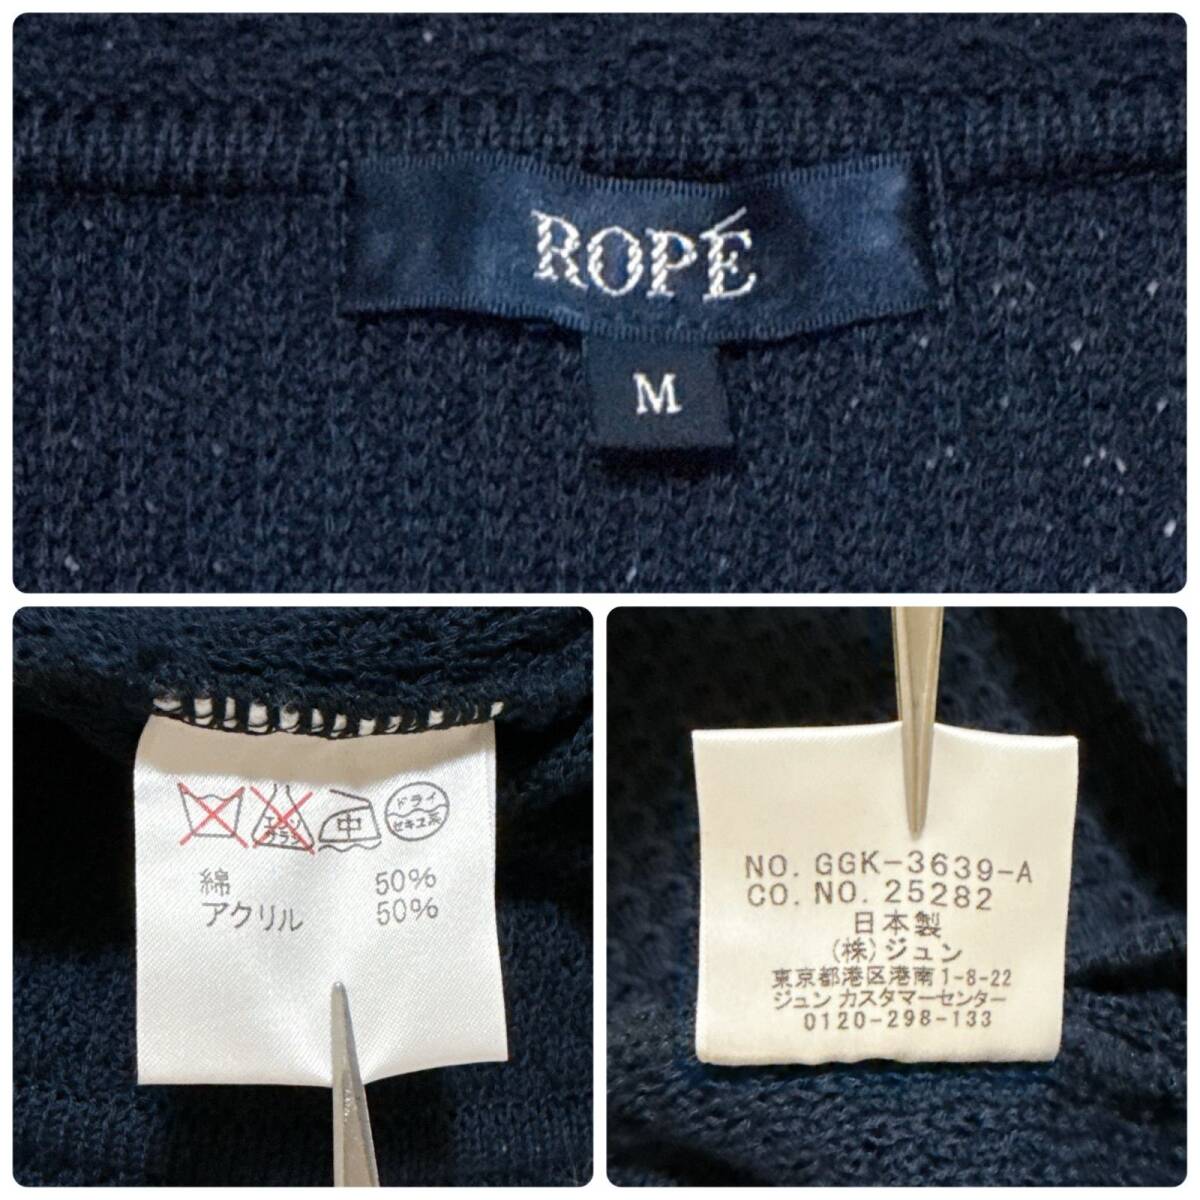 ROPÉ
M
エンソ
サラシ
中
ドライ
セキユ系
綿 50%
アクリル 50%
NO. GGK-3639-A
CO. NO. 25282
日本製
(株)ジュン
東京都港区港南1-8-22
ジュン カスタマーセンター
0120-298-133